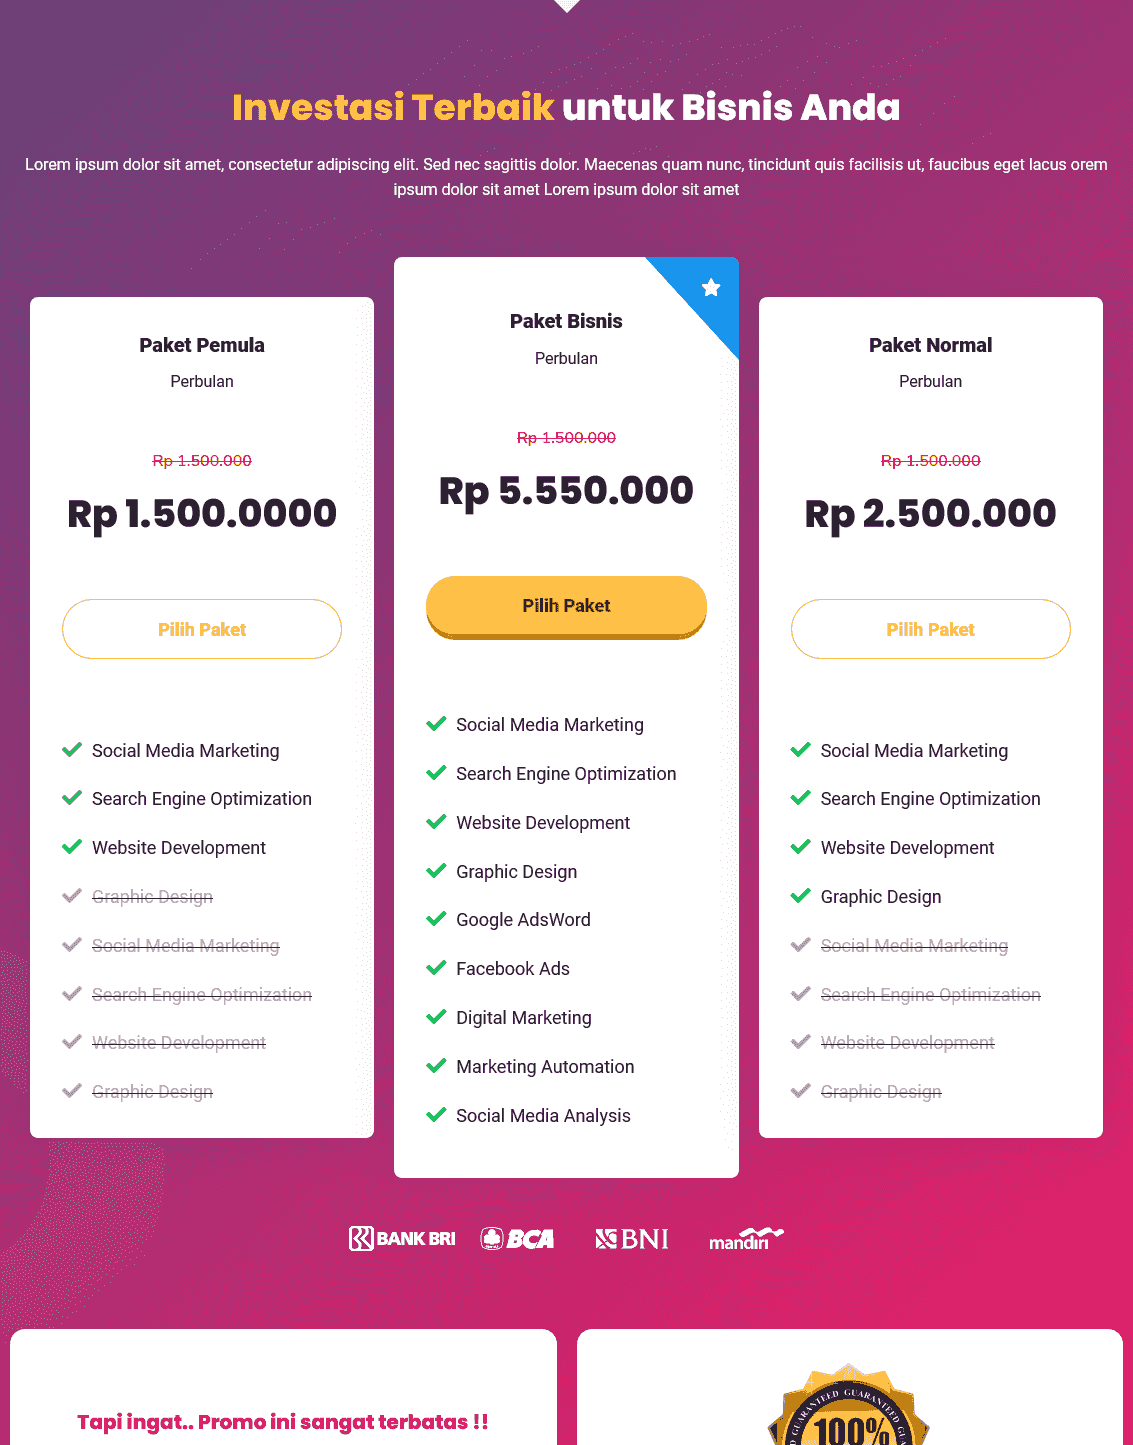 Investasi Terbaik untuk Bisnis Anda
Lorem ipsum dolor sit amet, consectetur adipiscing elit. Sed nec sagittis dolor. Maecenas quam nunc, tincidunt quis facilisis ut, faucibus eget lacus orem
ipsum dolor sit amet Lorem ipsum dolor sit amet
Paket Pemula
Perbulan
Rp 1.500.000
Rp 1.500.0000
Pilih Paket
Social Media Marketing
Search Engine Optimization
Website Development
Graphic Design
Social Media Marketing
Search Engine Optimization
Website Development
Graphic Design
Paket Bisnis
Perbulan
Rp 1.500.000
Rp 5.550.000
Pilih Paket
Social Media Marketing
Search Engine Optimization
Website Development
Graphic Design
Google AdsWord
Facebook Ads
Digital Marketing
Marketing Automation
Social Media Analysis
Paket Normal
Perbulan
Rp 1.500.000
Rp 2.500.000
Pilih Paket
Social Media Marketing
Search Engine Optimization
Website Development
Graphic Design
Social Media Marketing
Search Engine Optimization
Website Development
Graphic Design
BANK BRI BCA BNI mandiri
Tapi ingat.. Promo ini sangat terbatas !!
GUARANTEED GUARANTEED
100%